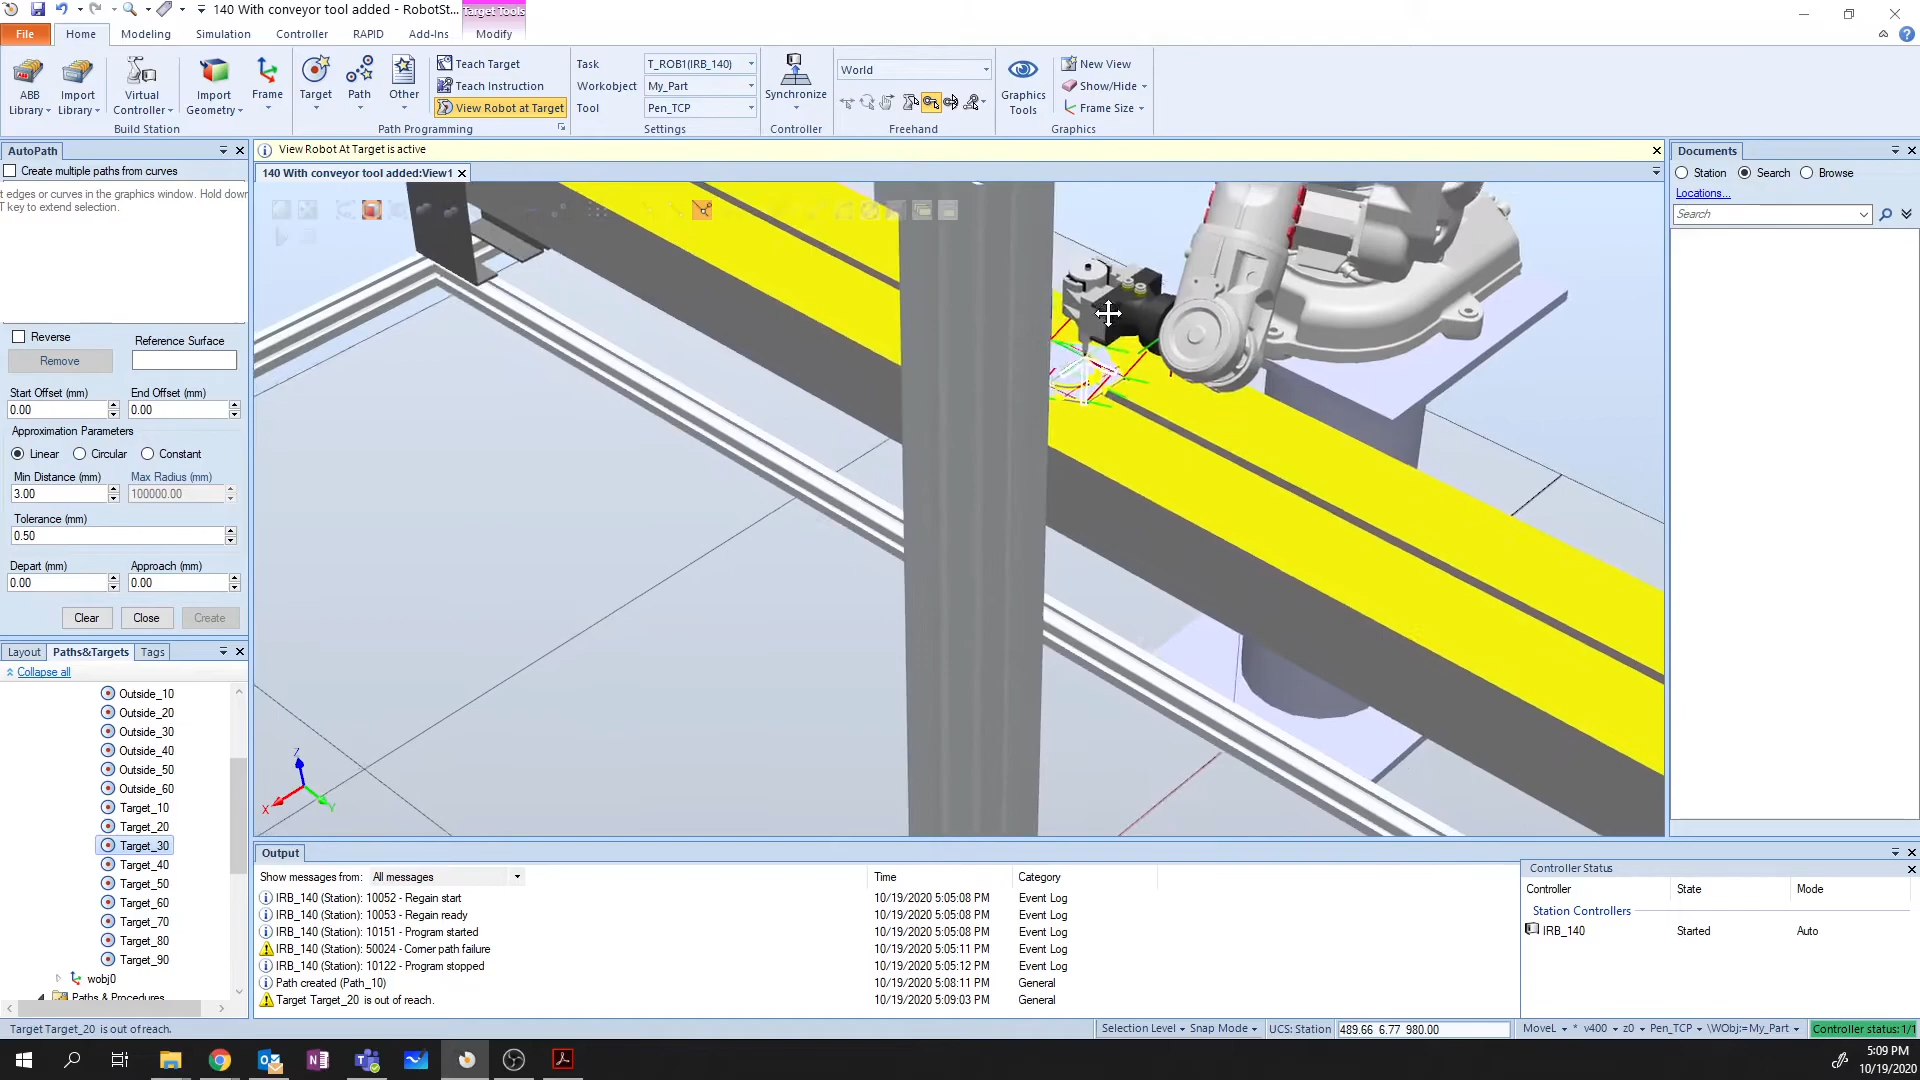 140 With conveyor tool added - RobotSt...
Target Tools
File
Home
Modeling
Simulation
Controller
RAPID
Add-Ins
Modify
ABB Library
Import Library
Virtual Controller
Import Geometry
Frame
Build Station
Target
Path
Other
Teach Target
Teach Instruction
View Robot at Target
Path Programming
Task T_ROB1(IRB_140)
Workobject My_Part
Tool Pen_TCP
Settings
Synchronize
Controller
World
Freehand
Graphics Tools
New View
Show/Hide
Frame Size
Graphics
AutoPath
Create multiple paths from curves
t edges or curves in the graphics window. Hold down
T key to extend selection.
Reverse
Reference Surface
Remove
Start Offset (mm) End Offset (mm)
0.00 0.00
Approximation Parameters
Linear Circular Constant
Min Distance (mm) Max Radius (mm)
3.00 100000.00
Tolerance (mm)
0.50
Depart (mm) Approach (mm)
0.00 0.00
Clear Close Create
Layout Paths&Targets Tags
Collapse all
Outside_10
Outside_20
Outside_30
Outside_40
Outside_50
Outside_60
Target_10
Target_20
Target_30
Target_40
Target_50
Target_60
Target_70
Target_80
Target_90
wobj0
Paths & Procedures
View Robot At Target is active
140 With conveyor tool added:View1
Z
X
Y
Documents
Station Search Browse
Locations...
Search
Output
Show messages from: All messages Time Category
IRB_140 (Station): 10052 - Regain start 10/19/2020 5:05:08 PM Event Log
IRB_140 (Station): 10053 - Regain ready 10/19/2020 5:05:08 PM Event Log
IRB_140 (Station): 10151 - Program started 10/19/2020 5:05:08 PM Event Log
IRB_140 (Station): 50024 - Corner path failure 10/19/2020 5:05:11 PM Event Log
IRB_140 (Station): 10122 - Program stopped 10/19/2020 5:05:12 PM Event Log
Path created (Path_10) 10/19/2020 5:08:11 PM General
Target Target_20 is out of reach. 10/19/2020 5:09:03 PM General
Controller Status
Controller State Mode
Station Controllers
IRB_140 Started Auto
Target Target_20 is out of reach.
Selection Level Snap Mode UCS: Station 489.66 6.77 980.00 MoveL * v400 z0 Pen_TCP \WObj:=My_Part Controller status: 1/1
5:09 PM
10/19/2020